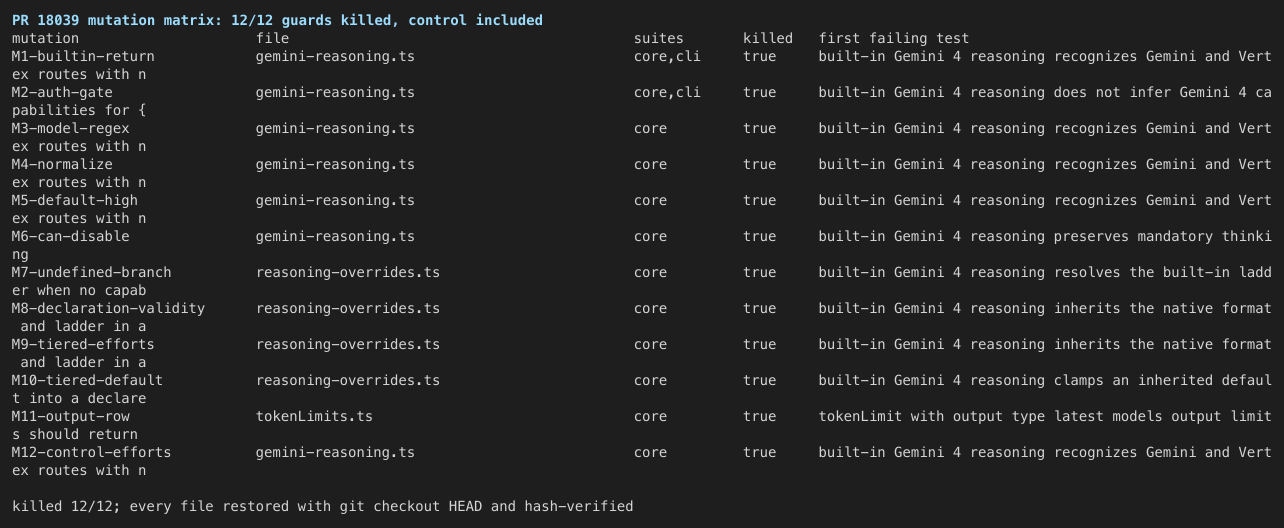 PR 18039 mutation matrix: 12/12 guards killed, control included
mutation file suites killed first failing test
M1-builtin-return gemini-reasoning.ts core,cli true built-in Gemini 4 reasoning recognizes Gemini and Vert
ex routes with n
M2-auth-gate gemini-reasoning.ts core,cli true built-in Gemini 4 reasoning does not infer Gemini 4 ca
pabilities for {
M3-model-regex gemini-reasoning.ts core true built-in Gemini 4 reasoning recognizes Gemini and Vert
ex routes with n
M4-normalize gemini-reasoning.ts core true built-in Gemini 4 reasoning recognizes Gemini and Vert
ex routes with n
M5-default-high gemini-reasoning.ts core true built-in Gemini 4 reasoning recognizes Gemini and Vert
ex routes with n
M6-can-disable gemini-reasoning.ts core true built-in Gemini 4 reasoning preserves mandatory thinki
ng
M7-undefined-branch reasoning-overrides.ts core true built-in Gemini 4 reasoning resolves the built-in ladd
er when no capab
M8-declaration-validity reasoning-overrides.ts core true built-in Gemini 4 reasoning inherits the native format
 and ladder in a
M9-tiered-efforts reasoning-overrides.ts core true built-in Gemini 4 reasoning inherits the native format
 and ladder in a
M10-tiered-default reasoning-overrides.ts core true built-in Gemini 4 reasoning clamps an inherited defaul
t into a declare
M11-output-row tokenLimits.ts core true tokenLimit with output type latest models output limit
s should return
M12-control-efforts gemini-reasoning.ts core true built-in Gemini 4 reasoning recognizes Gemini and Vert
ex routes with n
killed 12/12; every file restored with git checkout HEAD and hash-verified